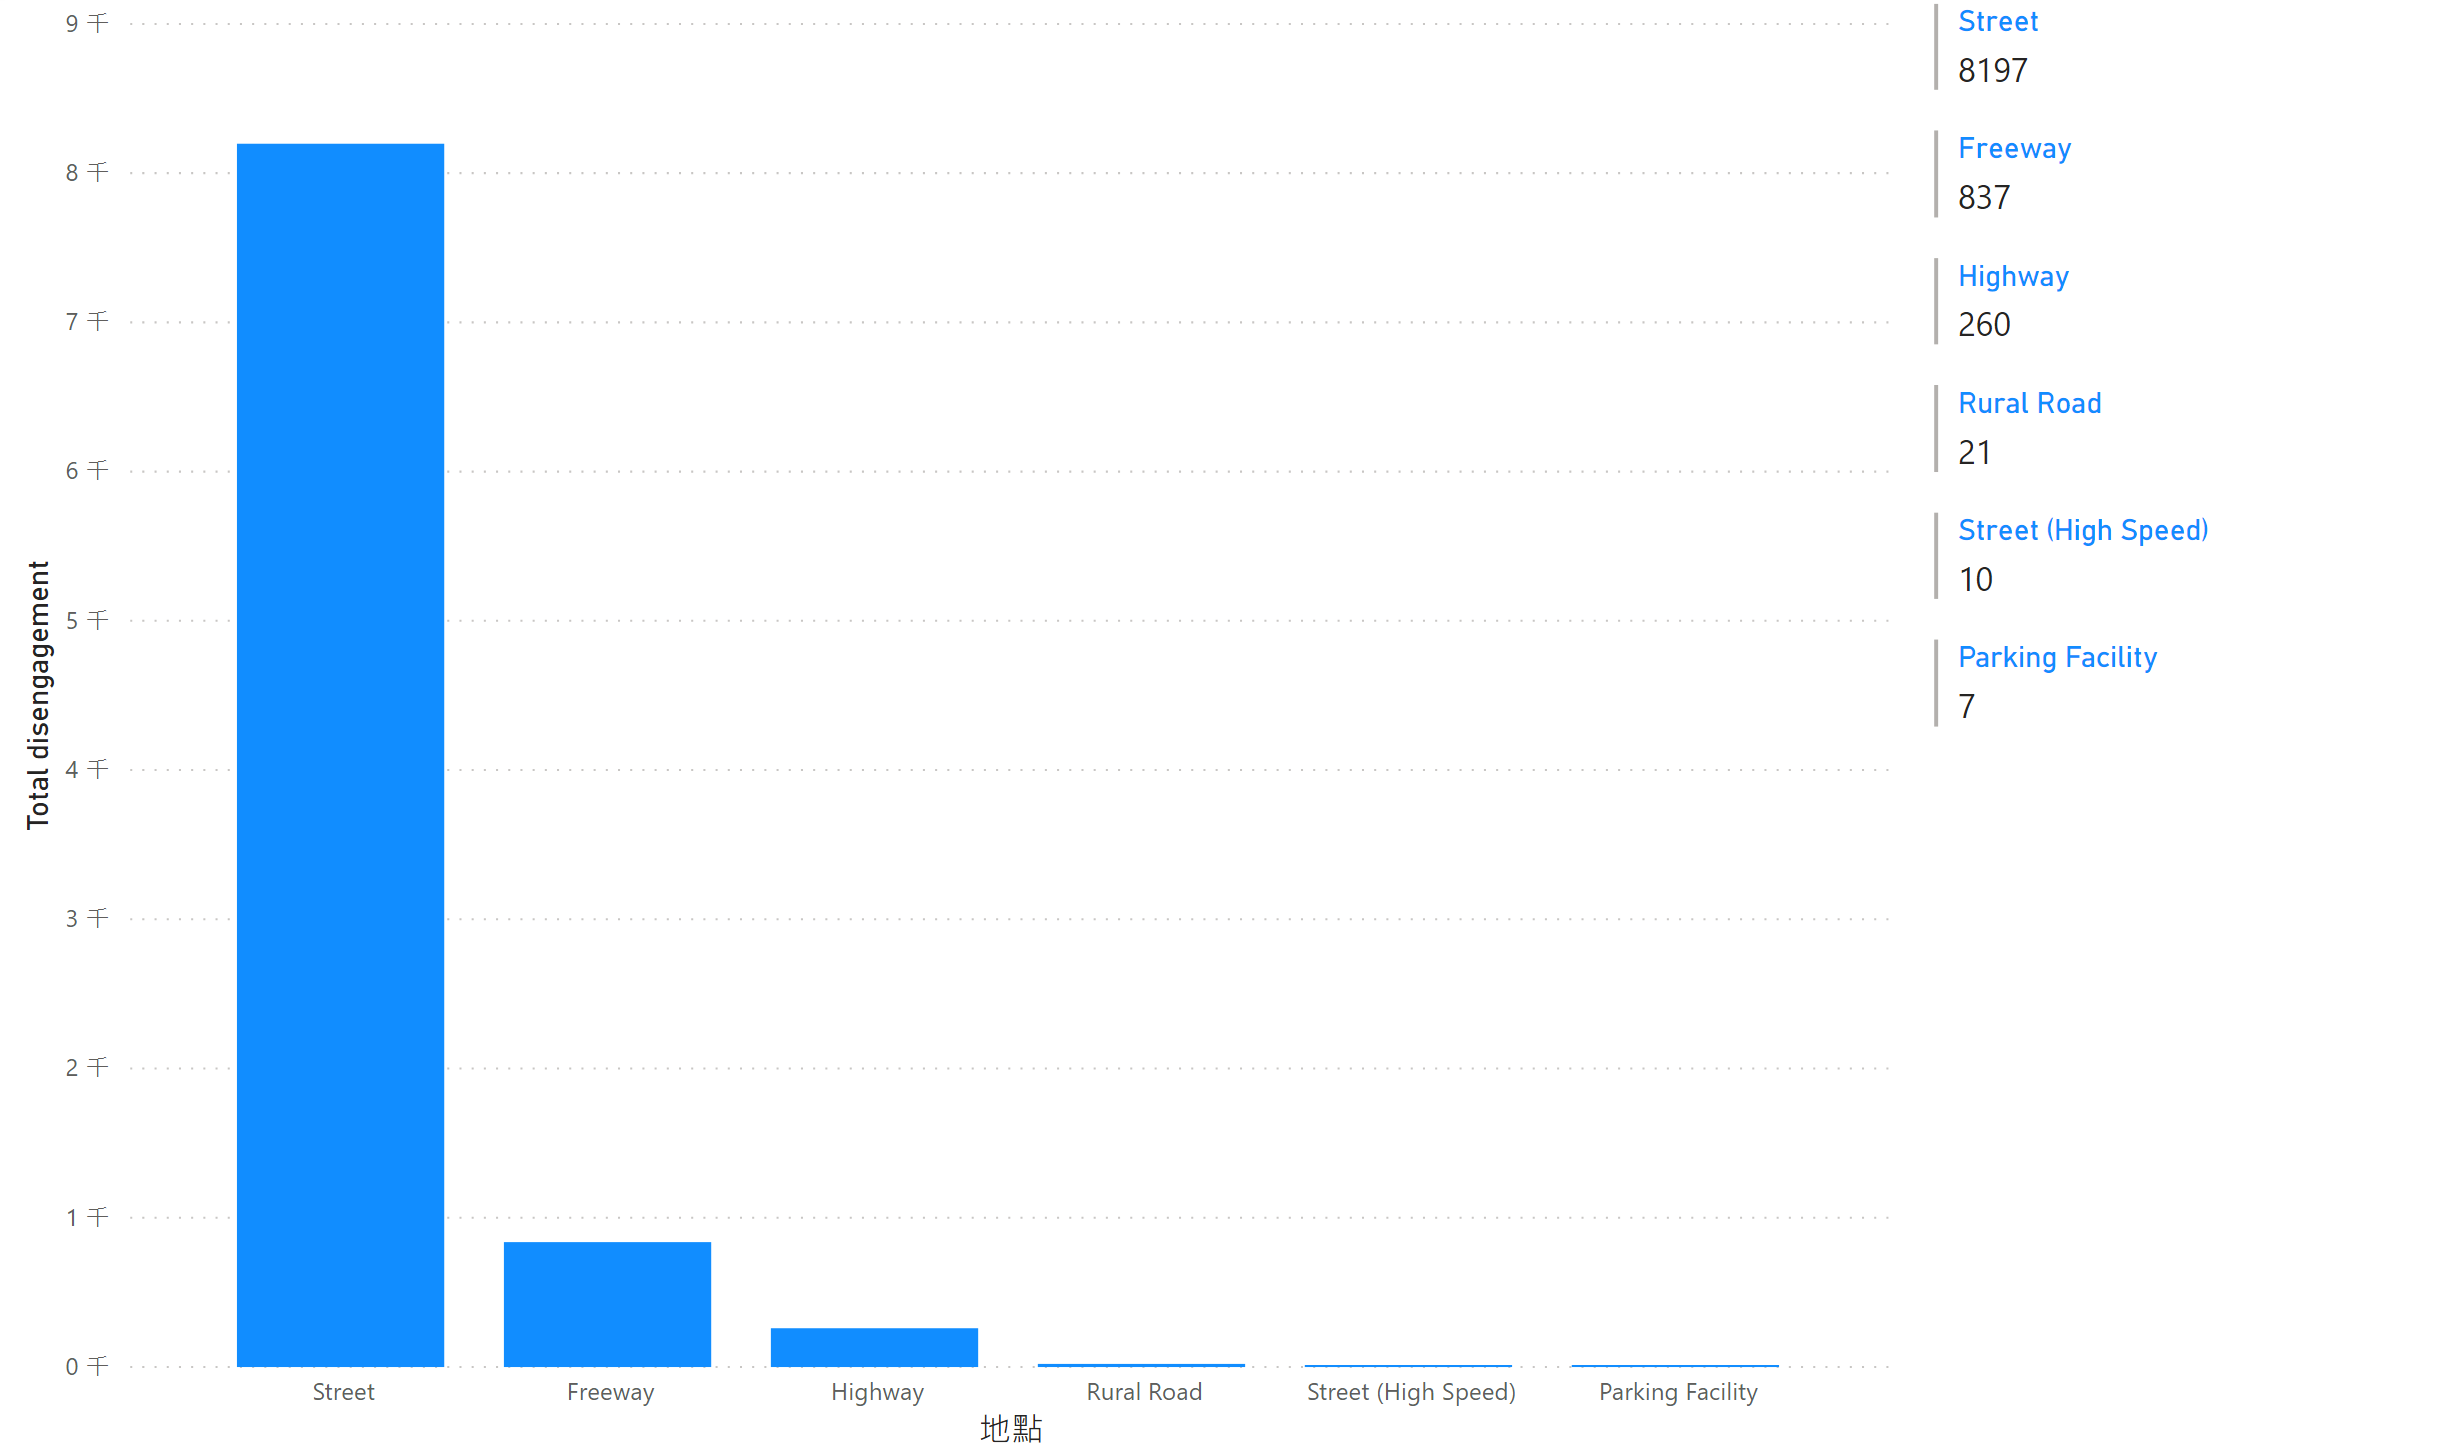 9 千
8 千
7 千
6 千
5 千
4 千
3 千
2 千
1 千
0 千
Total disengagement
Street
Freeway
Highway
Rural Road
Street (High Speed)
Parking Facility
地點
Street
8197
Freeway
837
Highway
260
Rural Road
21
Street (High Speed)
10
Parking Facility
7